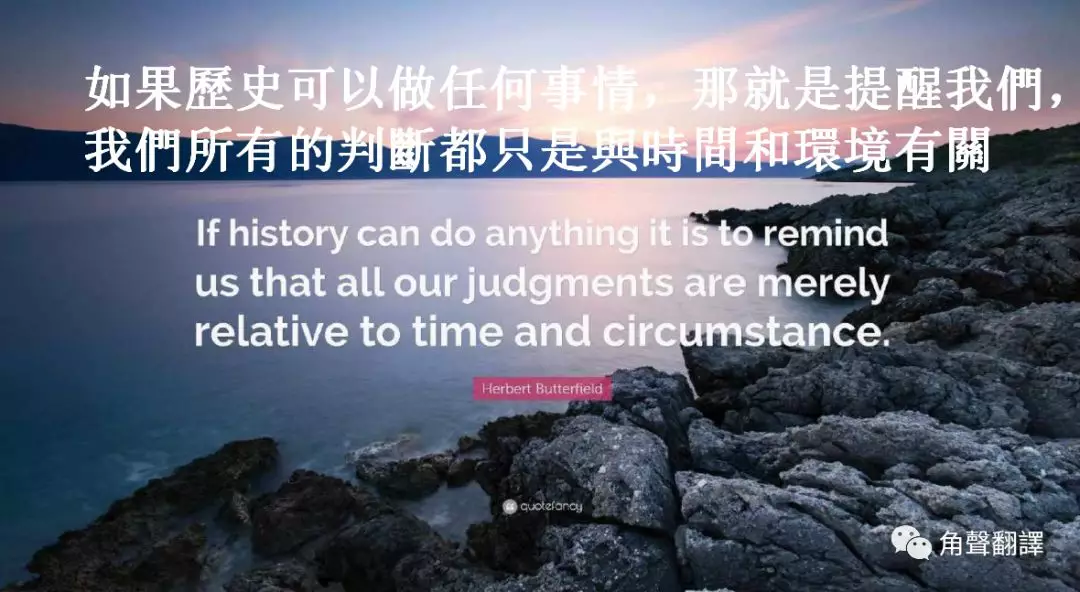 如果歷史可以做任何事情，那就是提醒我們，
我們所有的判斷都只是與時間和環境有關
If history can do anything it is to remind
us that all our judgments are merely
relative to time and circumstance.
Herbert Butterfield
quotefancy
角聲翻譯